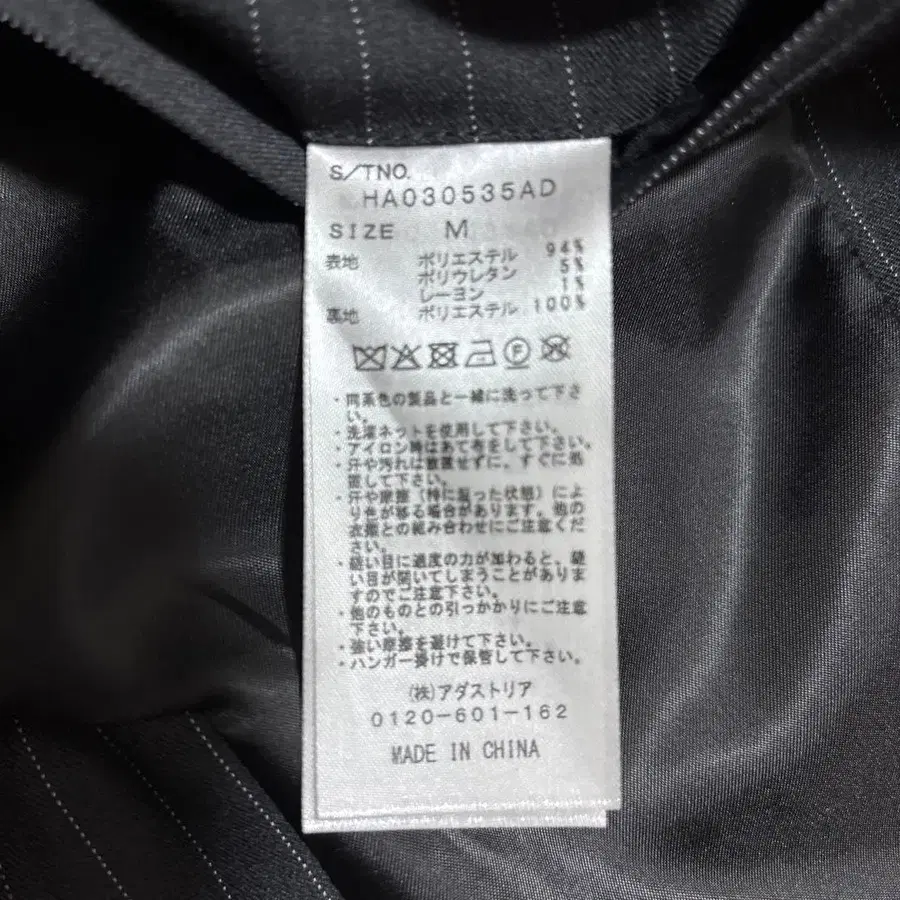 S/TNO.
HA030535AD
SIZE M
表地 ポリエステル 94%
ポリウレタン 5%
レーヨン 1%
裏地 ポリエステル 100%
・同系色の製品と一緒に洗って下さ
い。
・洗濯ネットを使用して下さい。
・アイロン時はあて布をして下さい。
・汗や汚れは放置せずに、すぐに処
置して下さい。
・汗や摩擦(特に湿った状態)によ
り色が移る場合があります。他の
衣類との組み合わせにご注意くだ
さい。
・縫い目に過度の力が加わると、縫
い目が開いてしまうことがありま
すのでご注意下さい。
・他のものとの引っかかりにご注意
下さい。
・強い摩擦を避けて下さい。
・ハンガー掛けで保管して下さい。
(株)アダストリア
0120-601-162
MADE IN CHINA